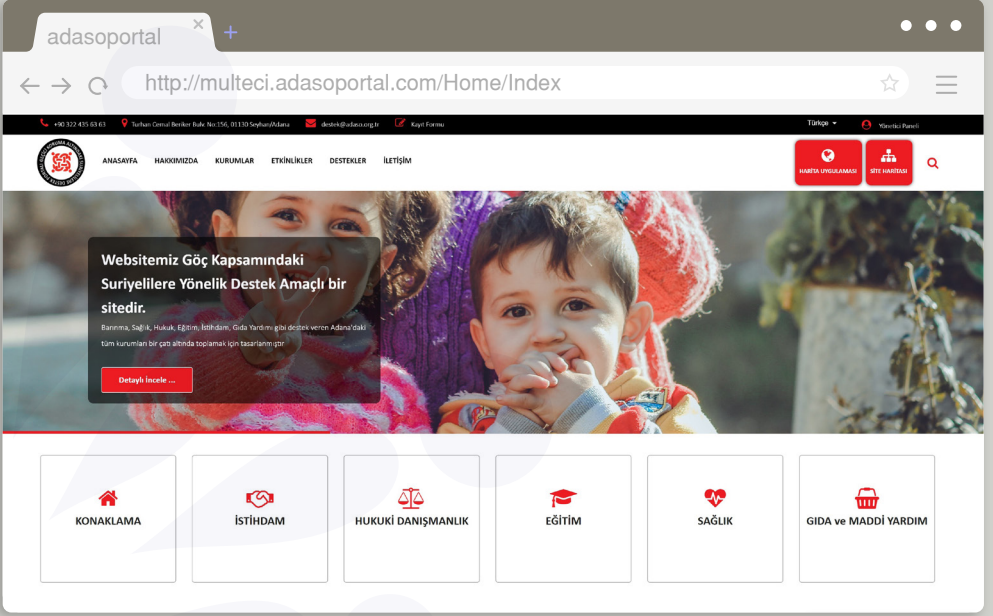 adasoportal
http://multeci.adasoportal.com/Home/Index
+90 322 435 63 63 Turhan Cemal Beriker Bulv. No:156, 01130 Seyhan/Adana destek@adaso.org.tr Kayıt Formu Türkçe Yönetici Paneli
ANASAYFA HAKKIMIZDA KURUMLAR ETKİNLİKLER DESTEKLER İLETİŞİM HARİTA UYGULAMASI SİTE HARİTASI
Websitemiz Göç Kapsamındaki
Suriyelilere Yönelik Destek Amaçlı bir
sitedir.
Barınma, Sağlık, Hukuk, Eğitim, İstihdam, Gıda Yardımı gibi destek veren Adana'daki
tüm kurumları bir çatı altında toplamak için tasarlanmıştır
Detaylı İncele ...
KONAKLAMA İSTİHDAM HUKUKİ DANIŞMANLIK EĞİTİM SAĞLIK GIDA ve MADDİ YARDIM